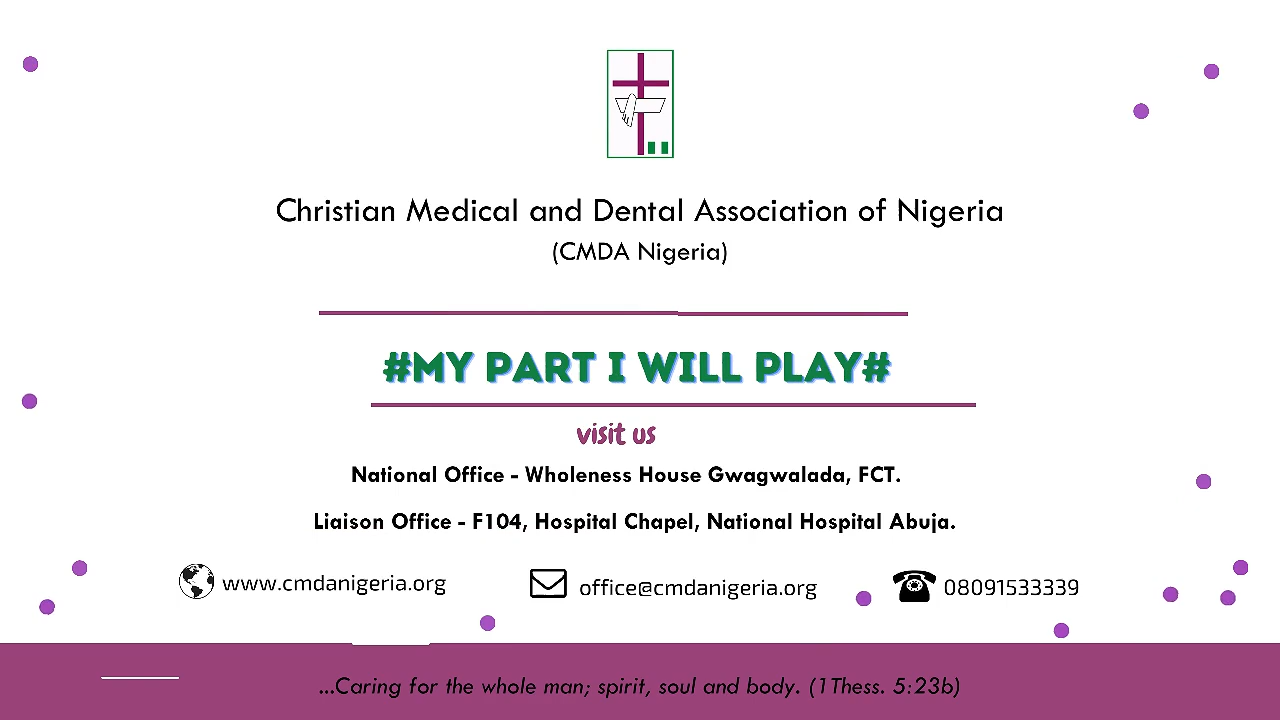 Christian Medical and Dental Association of Nigeria
(CMDA Nigeria)
#MY PART I WILL PLAY#
visit us
National Office - Wholeness House Gwagwalada, FCT.
Liaison Office - F104, Hospital Chapel, National Hospital Abuja.
www.cmdanigeria.org office@cmdanigeria.org 08091533339
...Caring for the whole man; spirit, soul and body. (1Thess. 5:23b)